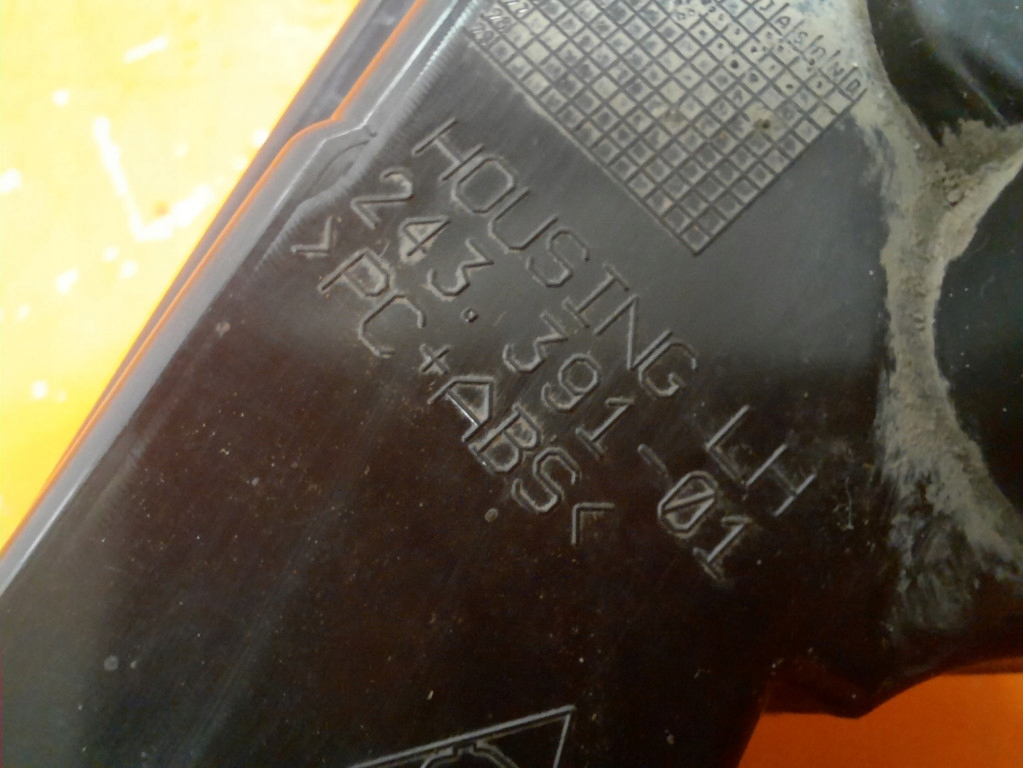 HOUSING LH
243.391-01
>PC+ABS<
J A S O N D